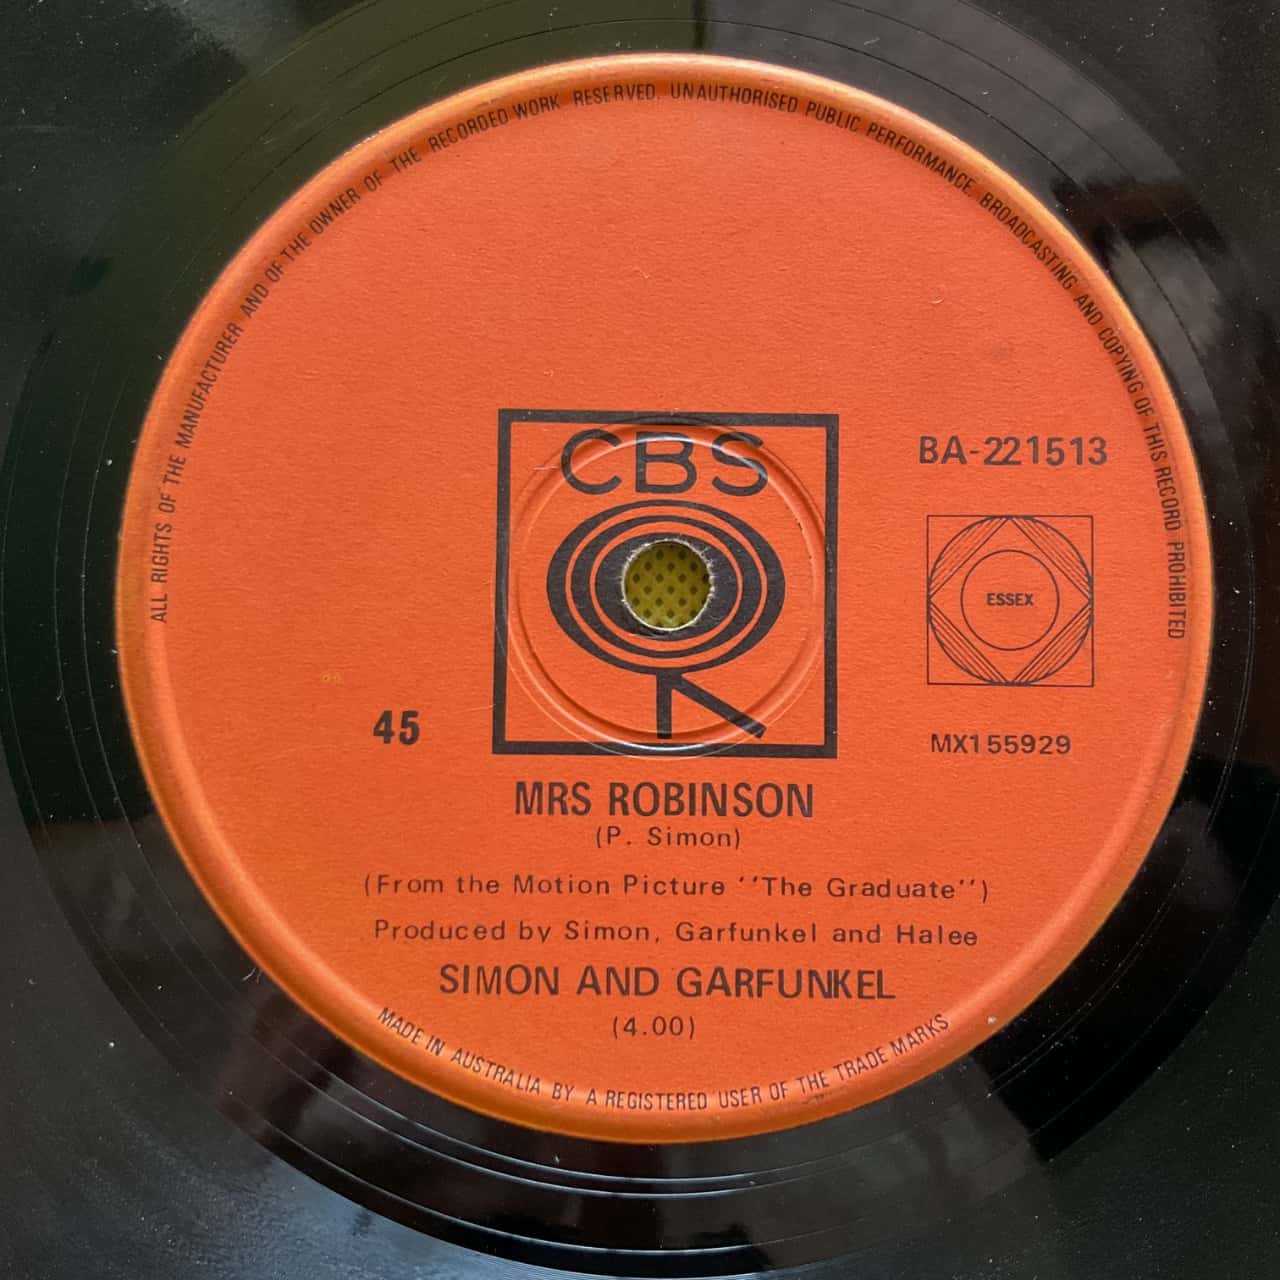 ALL RIGHTS OF THE MANUFACTURER AND OF THE OWNER OF THE RECORDED WORK RESERVED. UNAUTHORISED PUBLIC PERFORMANCE, BROADCASTING AND COPYING OF THIS RECORD PROHIBITED
CBS
BA-221513
ESSEX
45
MX155929
MRS ROBINSON
(P. Simon)
(From the Motion Picture ''The Graduate'')
Produced by Simon, Garfunkel and Halee
SIMON AND GARFUNKEL
(4.00)
MADE IN AUSTRALIA BY A REGISTERED USER OF THE TRADE MARKS